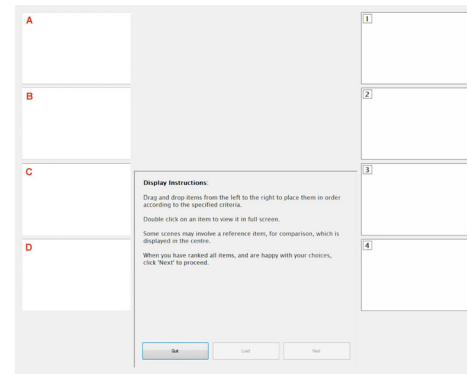 A
1
B
2
C
3
D
4
Display Instructions:
Drag and drop items from the left to the right to place them in order
according to the specified criteria.
Double click on an item to view it in full screen.
Some scenes may involve a reference item, for comparison, which is
displayed in the centre.
When you have ranked all items, and are happy with your choices,
click 'Next' to proceed.
Quit
Load
Next